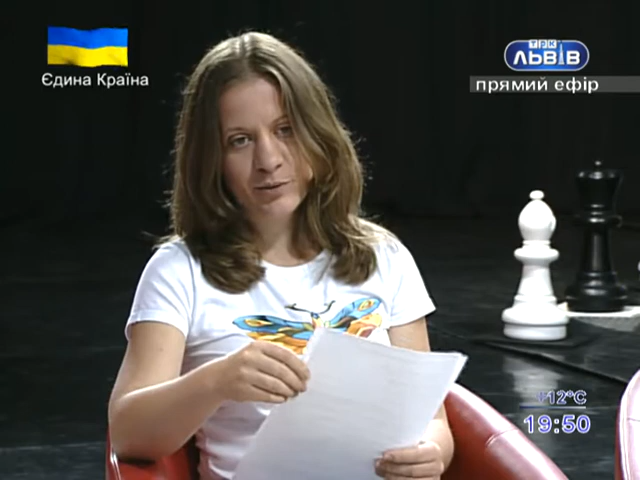 Єдина Країна
ТРК
ЛЬВІВ
прямий ефір
+12°C
19:50